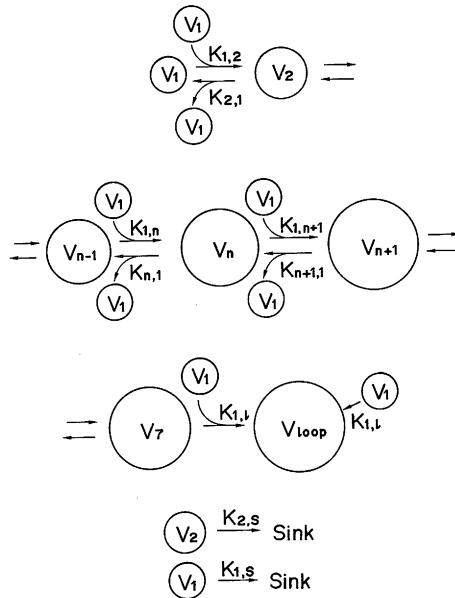 V1
K1,2
V1
V2
K2,1
V1
V1
K1,n
V1
K1,n+1
Vn-1
Vn
Vn+1
Kn,1
Kn+1,1
V1
V1
V1
V1
K1,l
V7
Vloop
K1,l
V2
K2,s
Sink
V1
K1,s
Sink